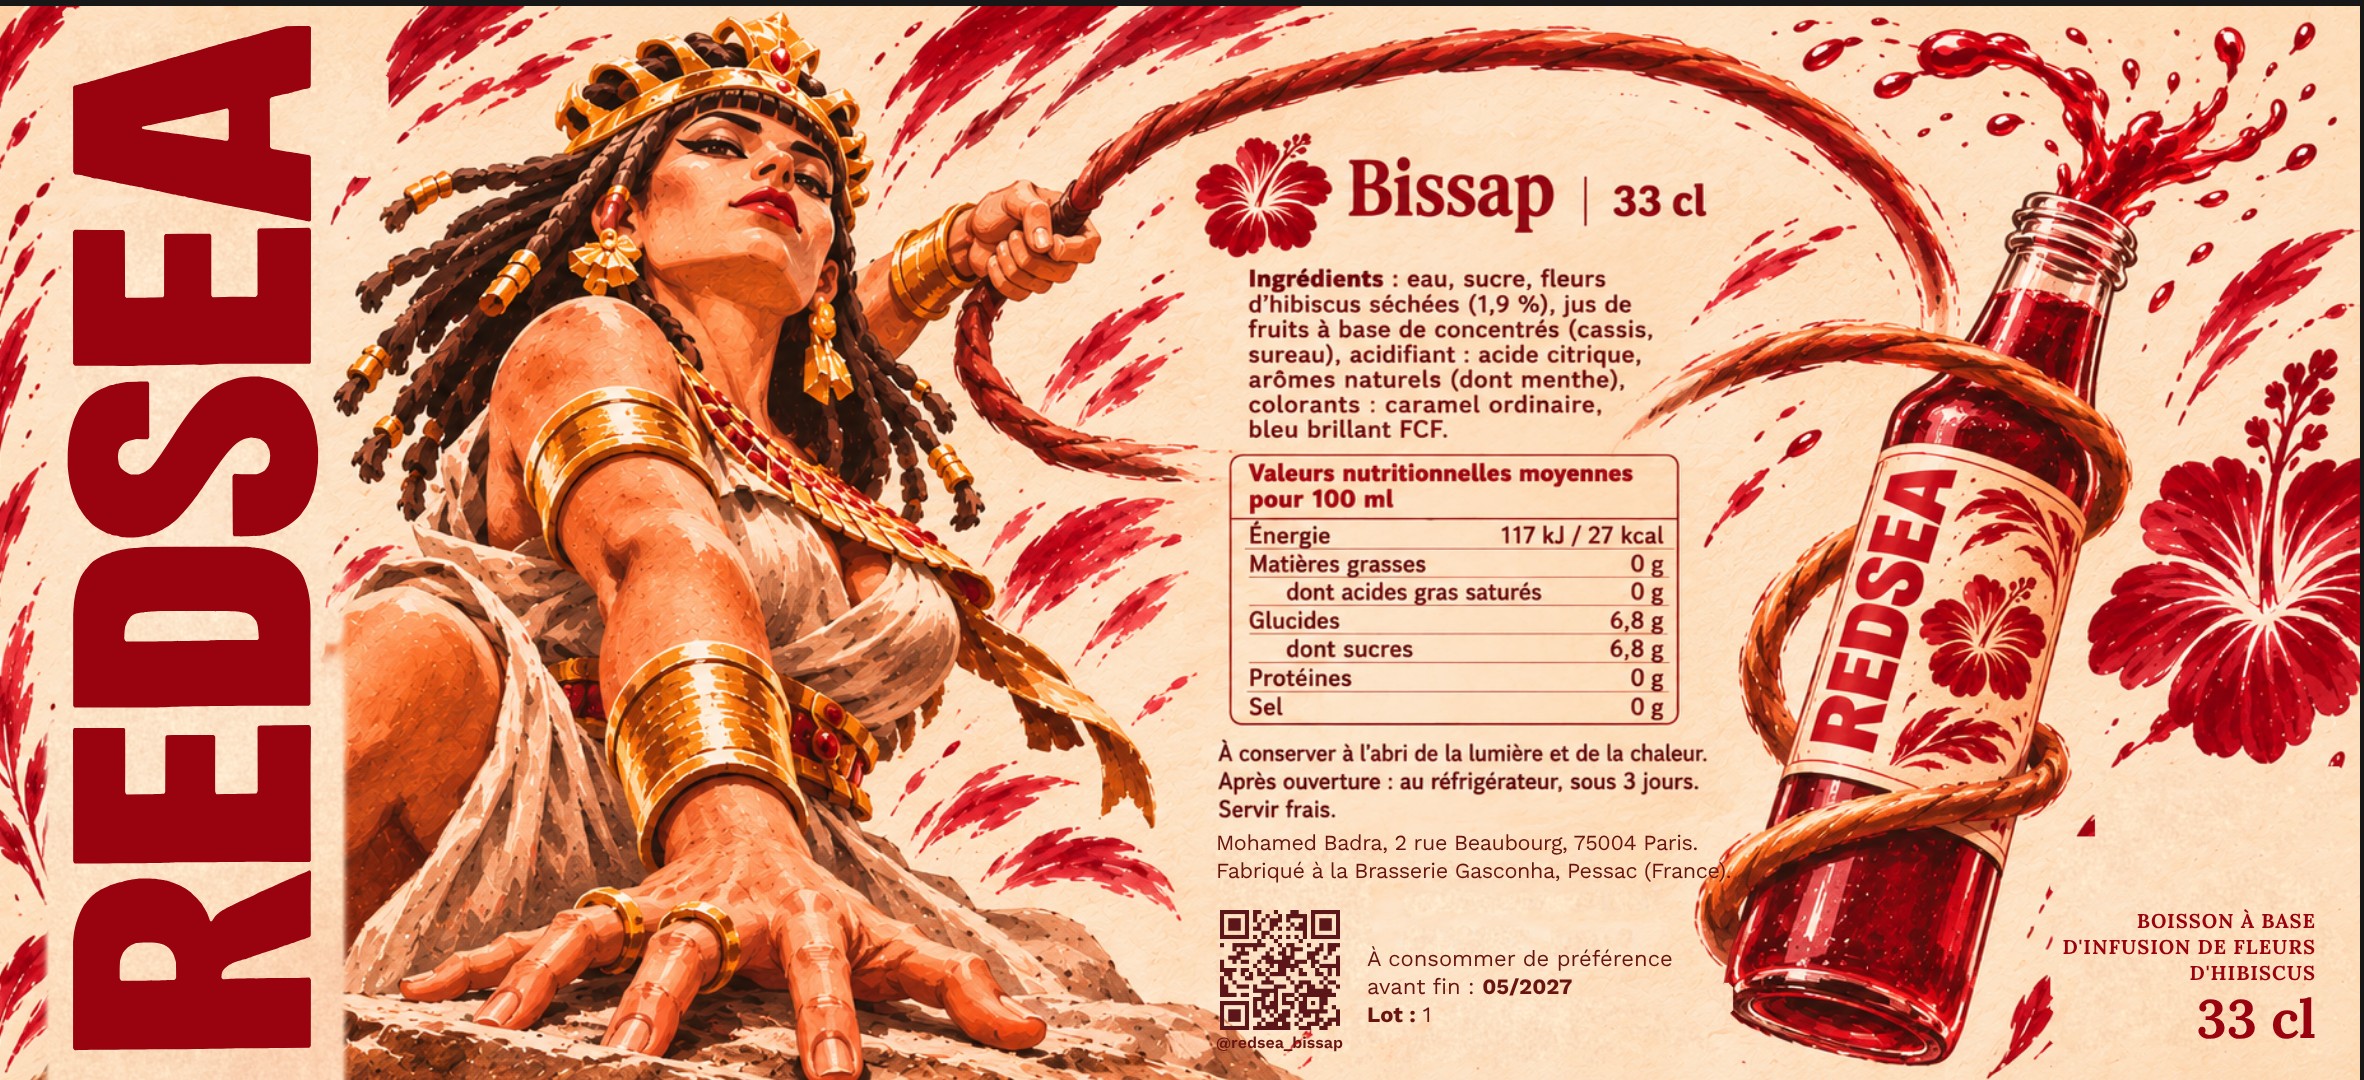 REDSEA
Bissap | 33 cl
Ingrédients : eau, sucre, fleurs
d'hibiscus séchées (1,9 %), jus de
fruits à base de concentrés (cassis,
sureau), acidifiant : acide citrique,
arômes naturels (dont menthe),
colorants : caramel ordinaire,
bleu brillant FCF.
Valeurs nutritionnelles moyennes
pour 100 ml
Énergie 117 kJ / 27 kcal
Matières grasses 0 g
dont acides gras saturés 0 g
Glucides 6,8 g
dont sucres 6,8 g
Protéines 0 g
Sel 0 g
À conserver à l'abri de la lumière et de la chaleur.
Après ouverture : au réfrigérateur, sous 3 jours.
Servir frais.
Mohamed Badra, 2 rue Beaubourg, 75004 Paris.
Fabriqué à la Brasserie Gasconha, Pessac (France).
@redsea_bissap
À consommer de préférence
avant fin : 05/2027
Lot : 1
REDSEA
BOISSON À BASE
D'INFUSION DE FLEURS
D'HIBISCUS
33 cl